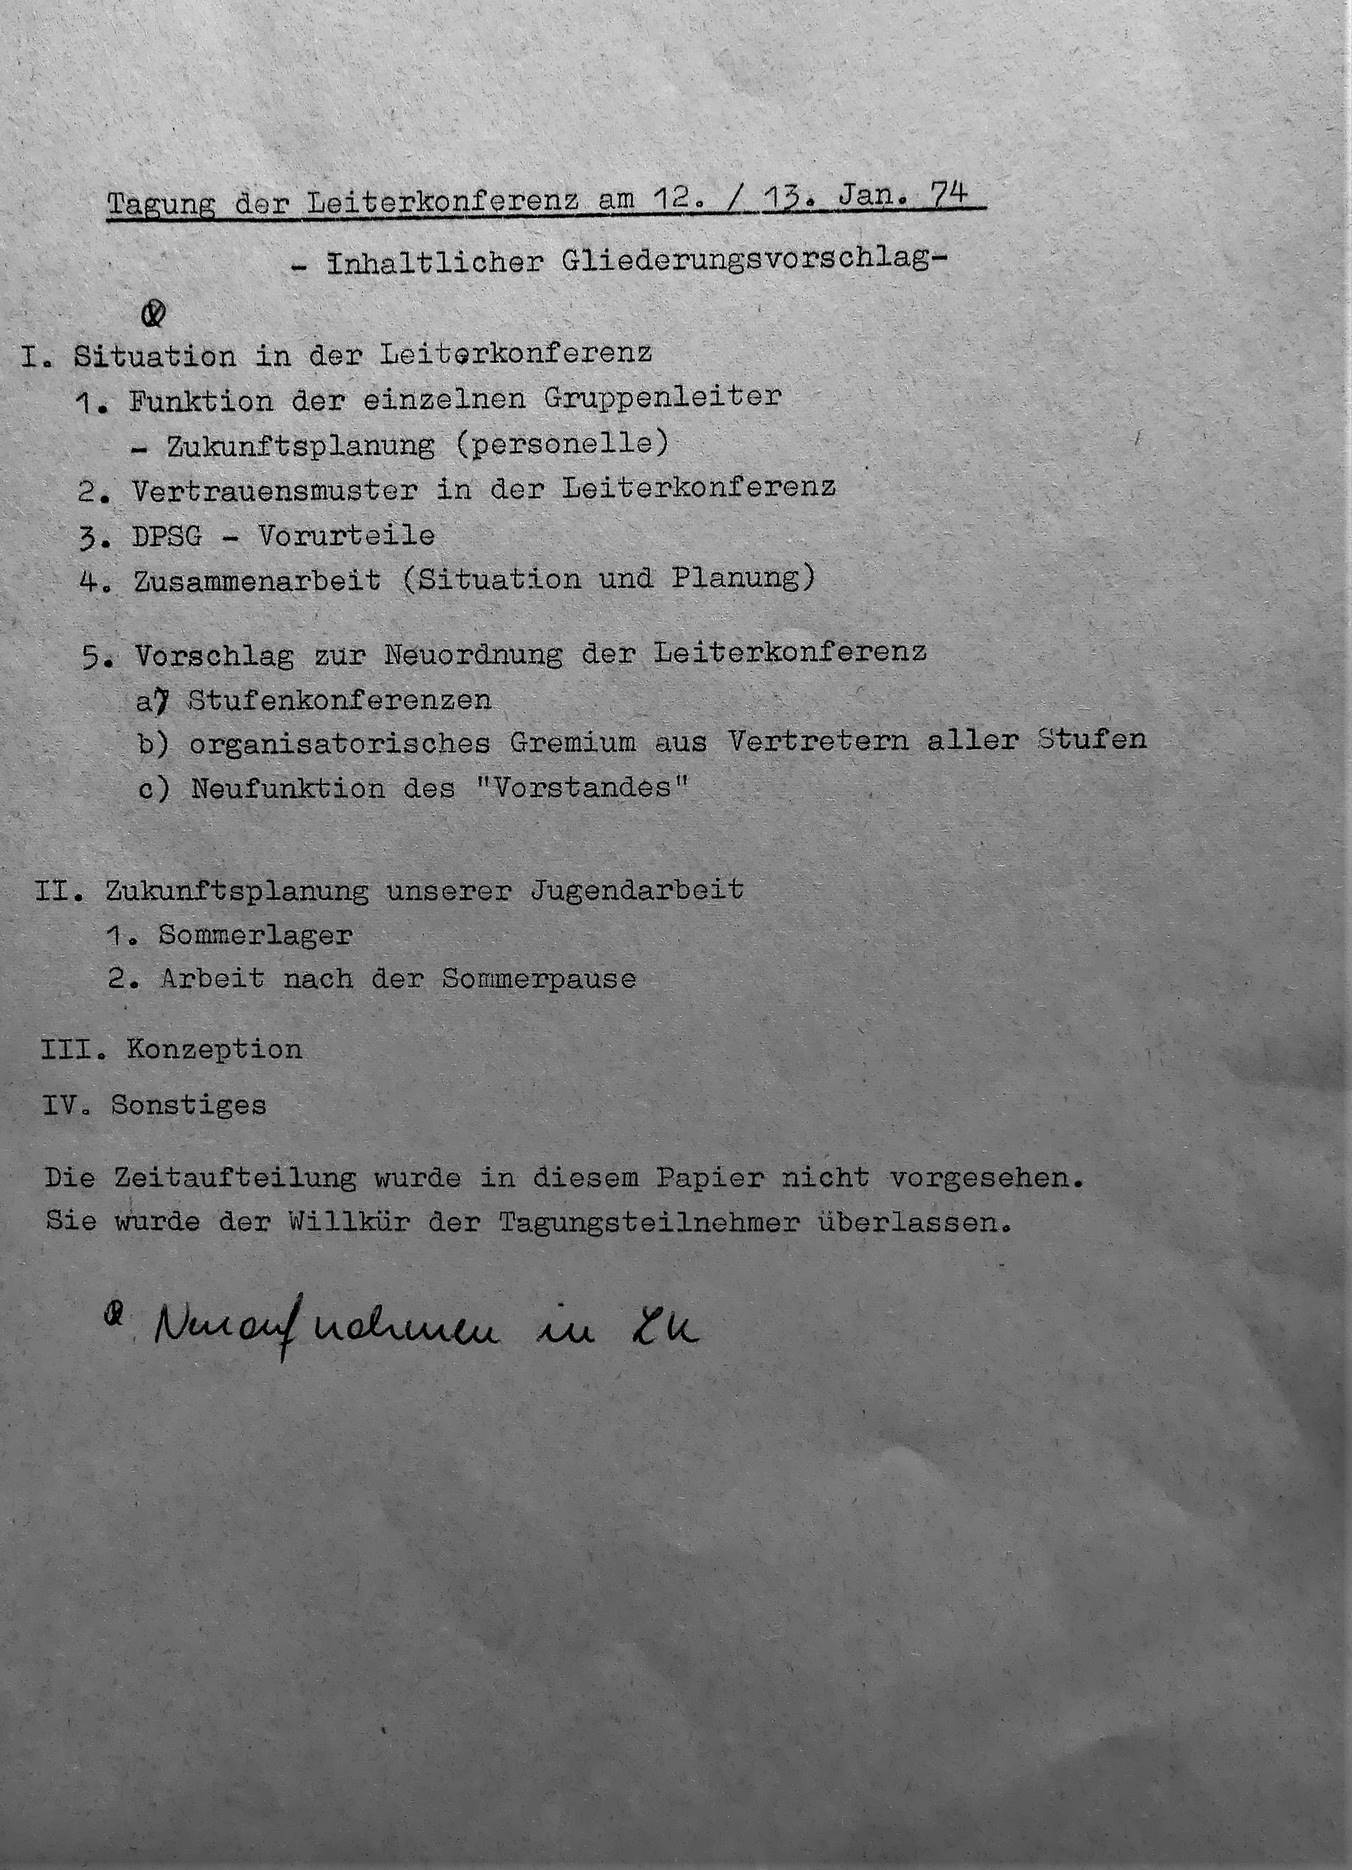 Tagung der Leiterkonferenz am 12. / 13. Jan. 74
- Inhaltlicher Gliederungsvorschlag-
I. Situation in der Leiterkonferenz
1. Funktion der einzelnen Gruppenleiter
- Zukunftsplanung (personelle)
2. Vertrauensmuster in der Leiterkonferenz
3. DPSG - Vorurteile
4. Zusammenarbeit (Situation und Planung)
5. Vorschlag zur Neuordnung der Leiterkonferenz
a) Stufenkonferenzen
b) organisatorisches Gremium aus Vertretern aller Stufen
c) Neufunktion des "Vorstandes"
II. Zukunftsplanung unserer Jugendarbeit
1. Sommerlager
2. Arbeit nach der Sommerpause
III. Konzeption
IV. Sonstiges
Die Zeitaufteilung wurde in diesem Papier nicht vorgesehen.
Sie wurde der Willkür der Tagungsteilnehmer überlassen.
Neuaufnahmen in LK